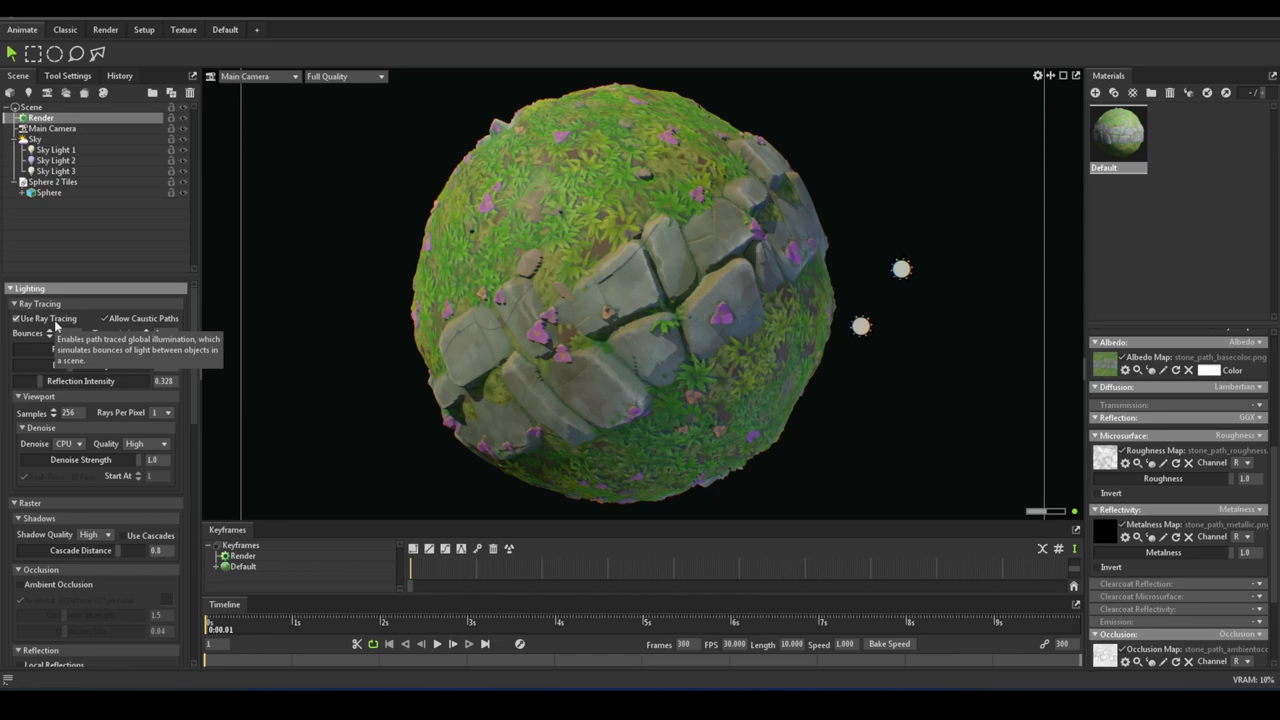 Animate Classic Render Setup Texture Default +
Scene Tool Settings History
Main Camera Full Quality
Materials
Scene
Render
Main Camera
Sky
Sky Light 1
Sky Light 2
Sky Light 3
Sphere 2 Tiles
Sphere
Default
Lighting
Ray Tracing
Use Ray Tracing Allow Caustic Paths
Bounces
Enables path traced global illumination, which
simulates bounces of light between objects in
a scene.
Reflection Intensity 0.328
Viewport
Samples 256 Rays Per Pixel 1
Denoise
Denoise CPU Quality High
Denoise Strength 1.0
Start At 1
Raster
Shadows
Shadow Quality High Use Cascades
Cascade Distance 0.8
Occlusion
Ambient Occlusion
1.5
0.04
Reflection
Local Reflections
Keyframes
Keyframes
Render
Default
Timeline
0s 1s 2s 3s 4s 5s 6s 7s 8s 9s
0:00.01
1 Frames 300 FPS 30.000 Length 10.000 Speed 1.000 Bake Speed 300
Albedo: Albedo
Albedo Map: stone_path_basecolor.png
Color
Diffusion: Lambertian
Transmission:
Reflection: GGX
Microsurface: Roughness
Roughness Map: stone_path_roughness.
Channel R
Roughness 1.0
Invert
Reflectivity: Metalness
Metalness Map: stone_path_metallic.pn
Channel R
Metalness 1.0
Invert
Clearcoat Reflection:
Clearcoat Microsurface:
Clearcoat Reflectivity:
Emission:
Occlusion: Occlusion
Occlusion Map: stone_path_ambientocc
Channel R
VRAM: 10%